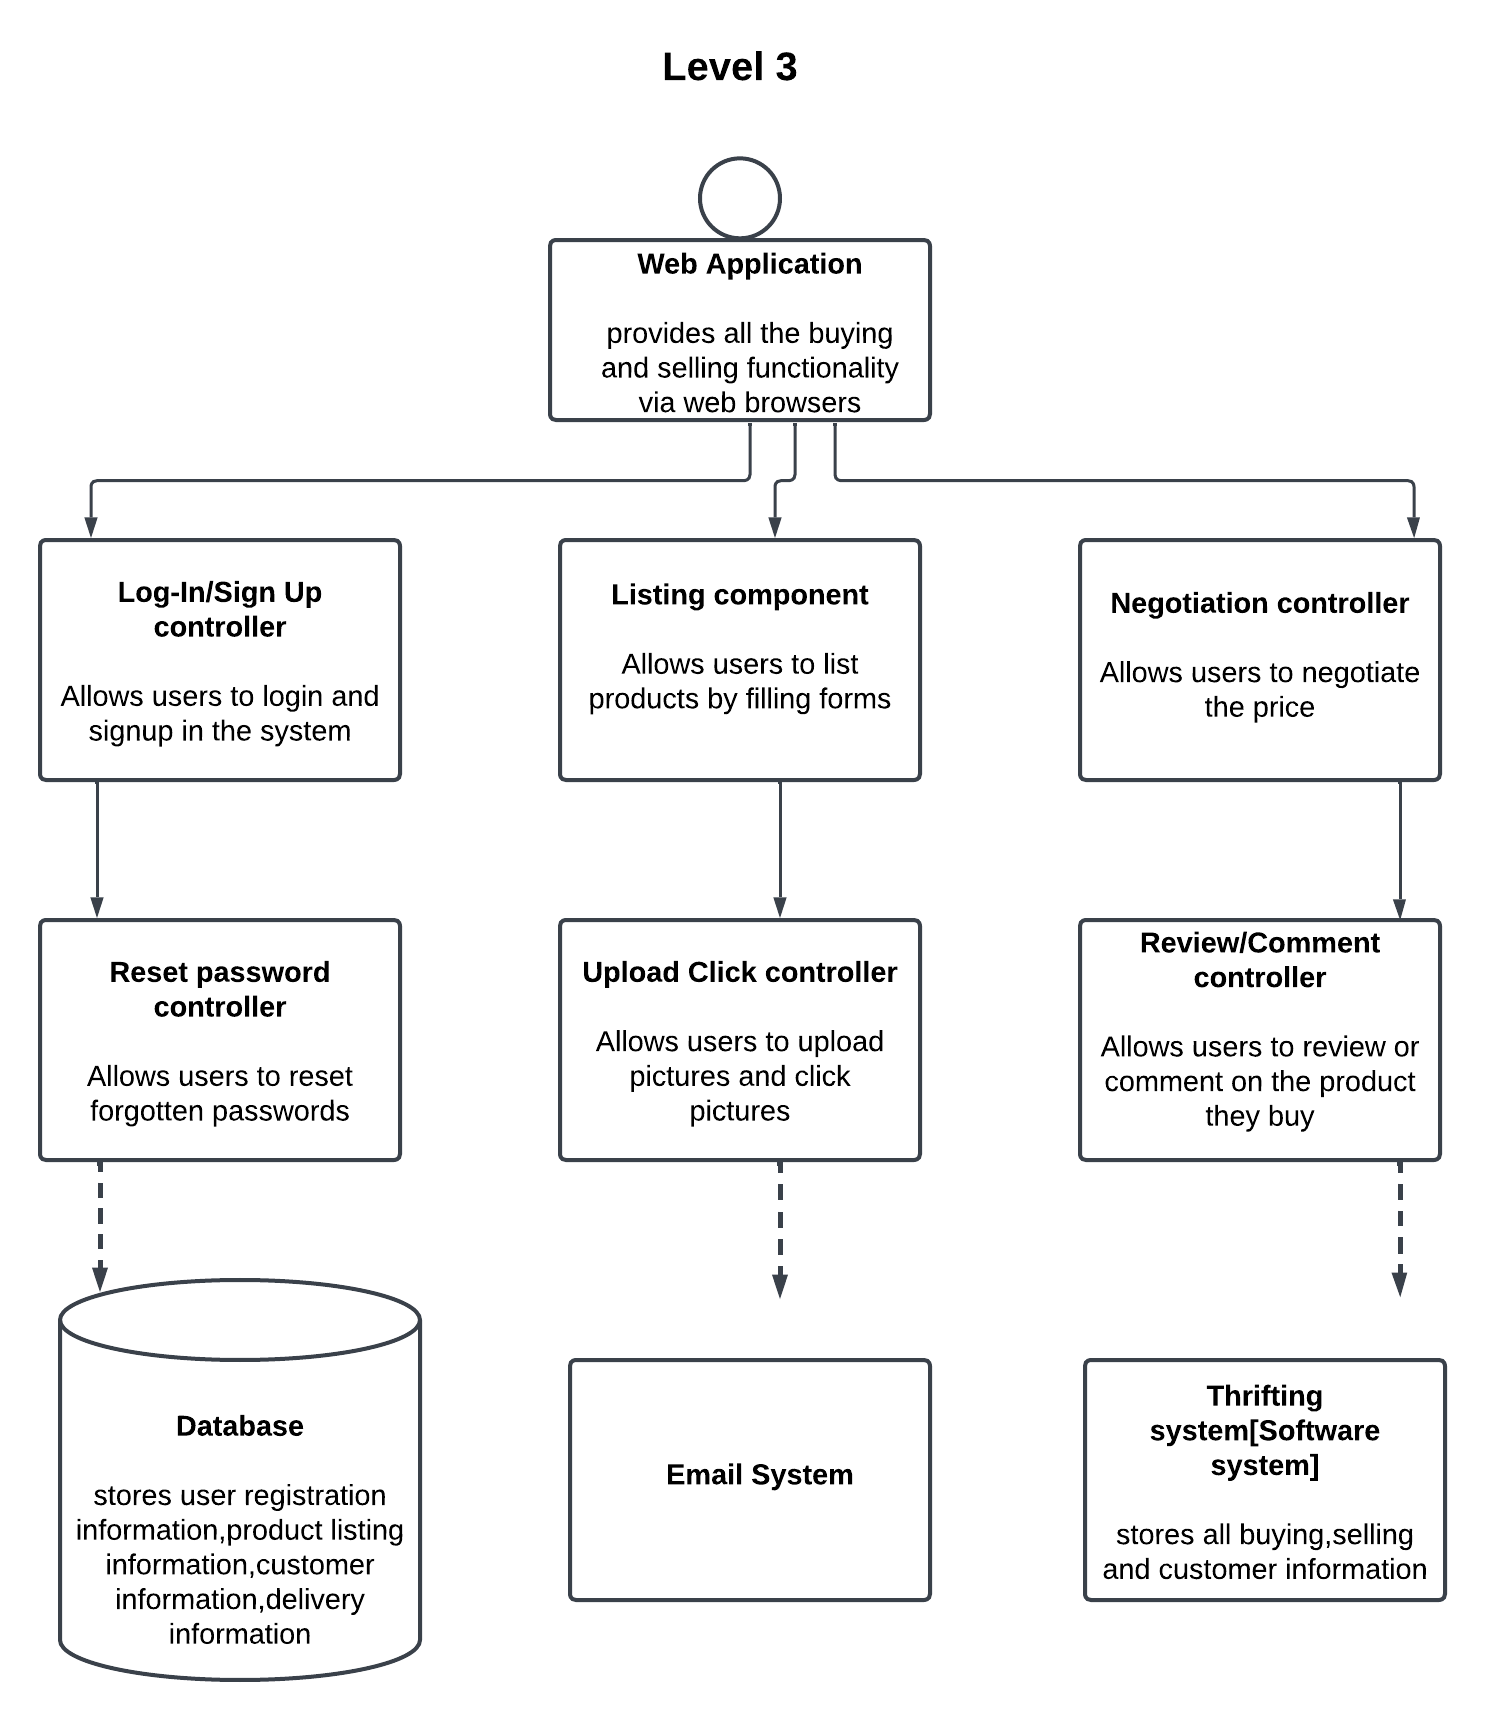 Level 3
Web Application
provides all the buying
and selling functionality
via web browsers
Log-In/Sign Up
controller
Allows users to login and
signup in the system
Listing component
Allows users to list
products by filling forms
Negotiation controller
Allows users to negotiate
the price
Reset password
controller
Allows users to reset
forgotten passwords
Upload Click controller
Allows users to upload
pictures and click
pictures
Review/Comment
controller
Allows users to review or
comment on the product
they buy
Database
stores user registration
information,product listing
information,customer
information,delivery
information
Email System
Thrifting
system[Software
system]
stores all buying,selling
and customer information